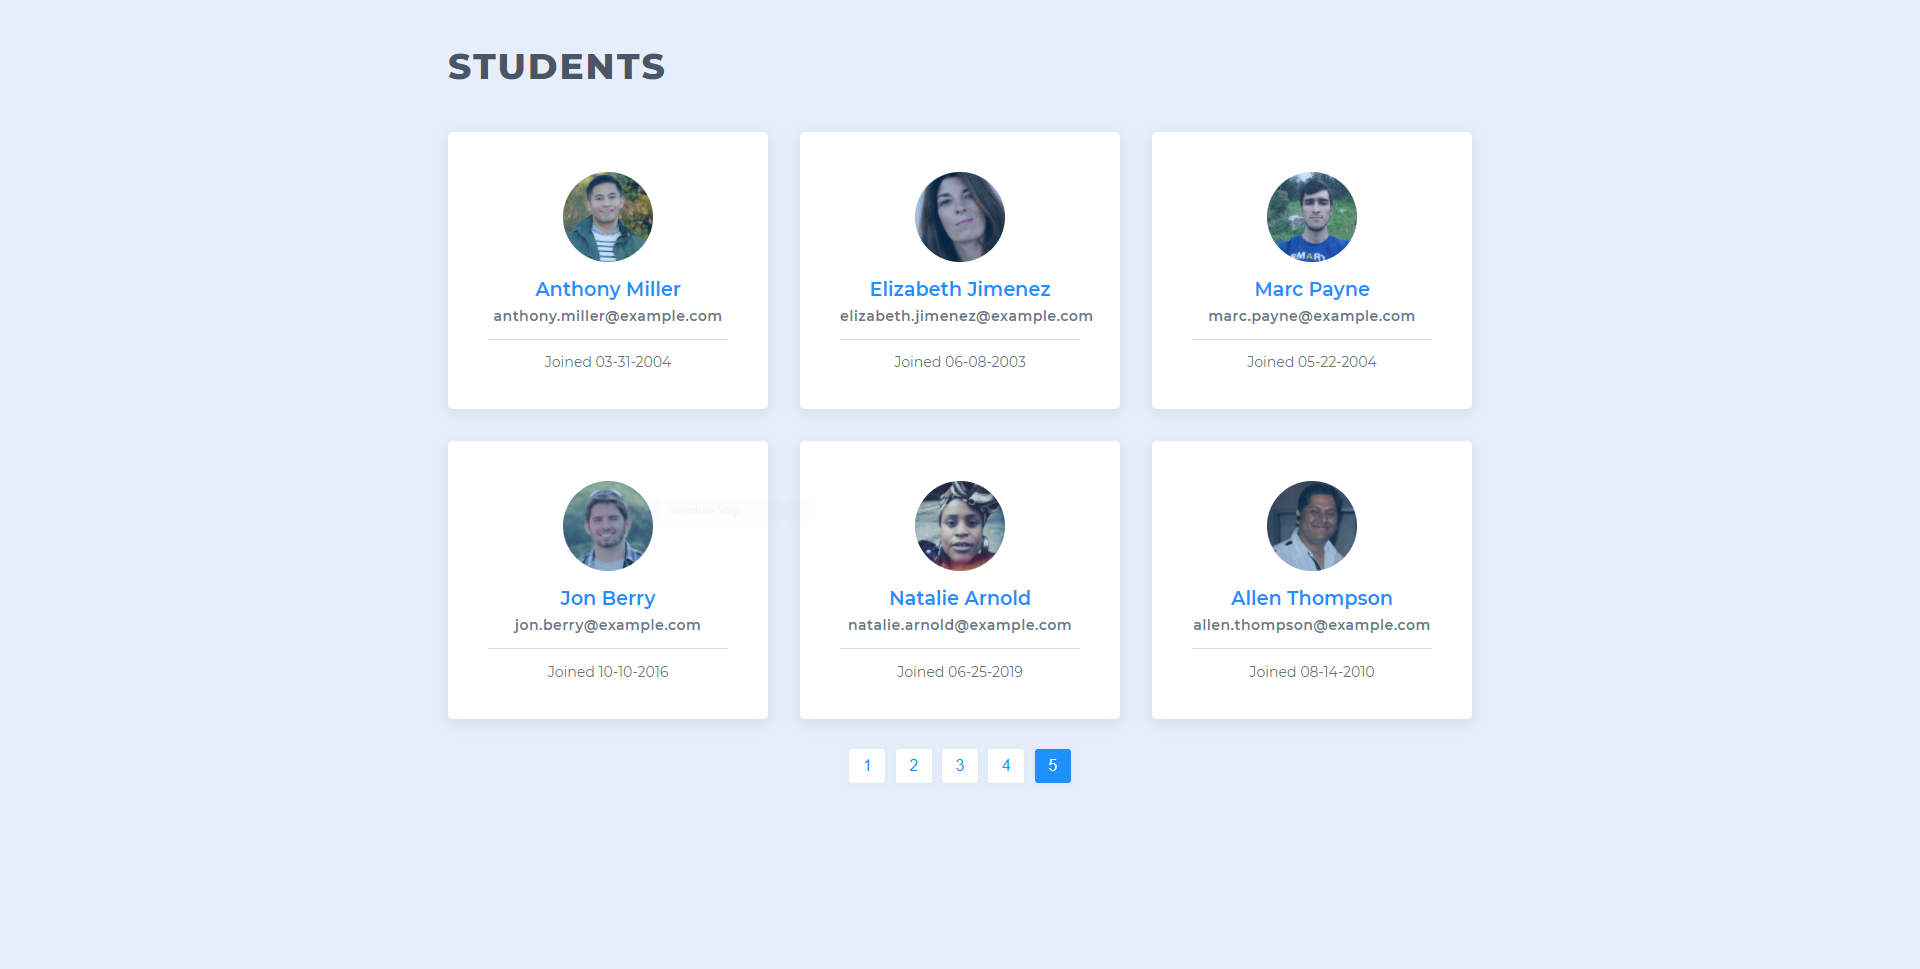 STUDENTS
Anthony Miller
anthony.miller@example.com
Joined 03-31-2004
Elizabeth Jimenez
elizabeth.jimenez@example.com
Joined 06-08-2003
Marc Payne
marc.payne@example.com
Joined 05-22-2004
Jon Berry
jon.berry@example.com
Joined 10-10-2016
Window Snip
Natalie Arnold
natalie.arnold@example.com
Joined 06-25-2019
Allen Thompson
allen.thompson@example.com
Joined 08-14-2010
1 2 3 4 5